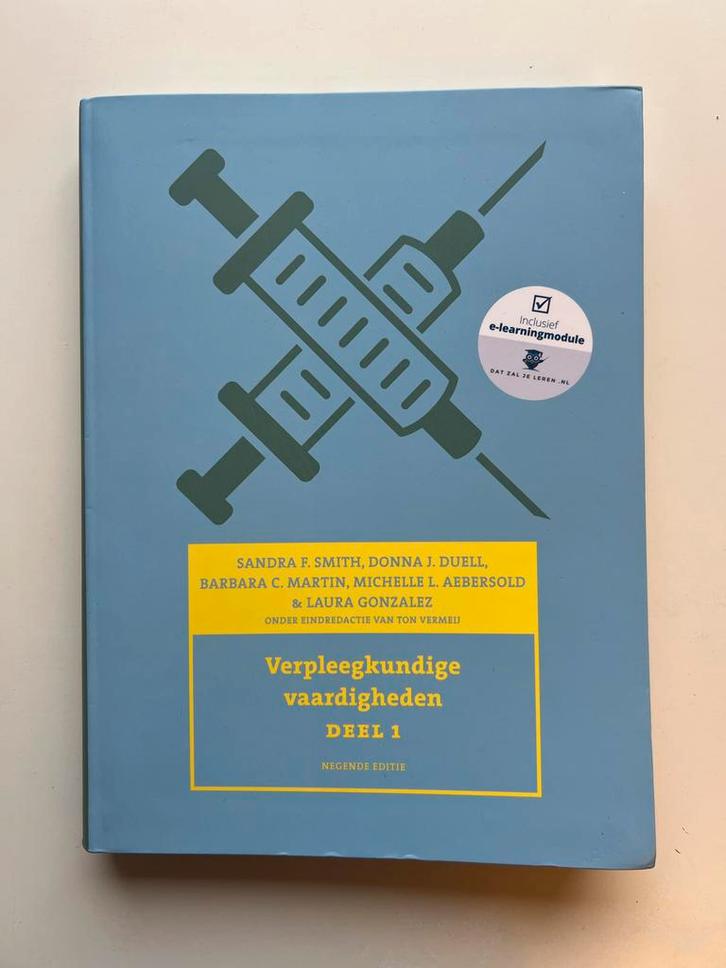 Inclusief
e-learningmodule
DAT ZAL JE LEREN .NL
SANDRA F. SMITH, DONNA J. DUELL,
BARBARA C. MARTIN, MICHELLE L. AEBERSOLD
& LAURA GONZALEZ
ONDER EINDREDACTIE VAN TON VERMEIJ
Verpleegkundige
vaardigheden
DEEL 1
NEGENDE EDITIE